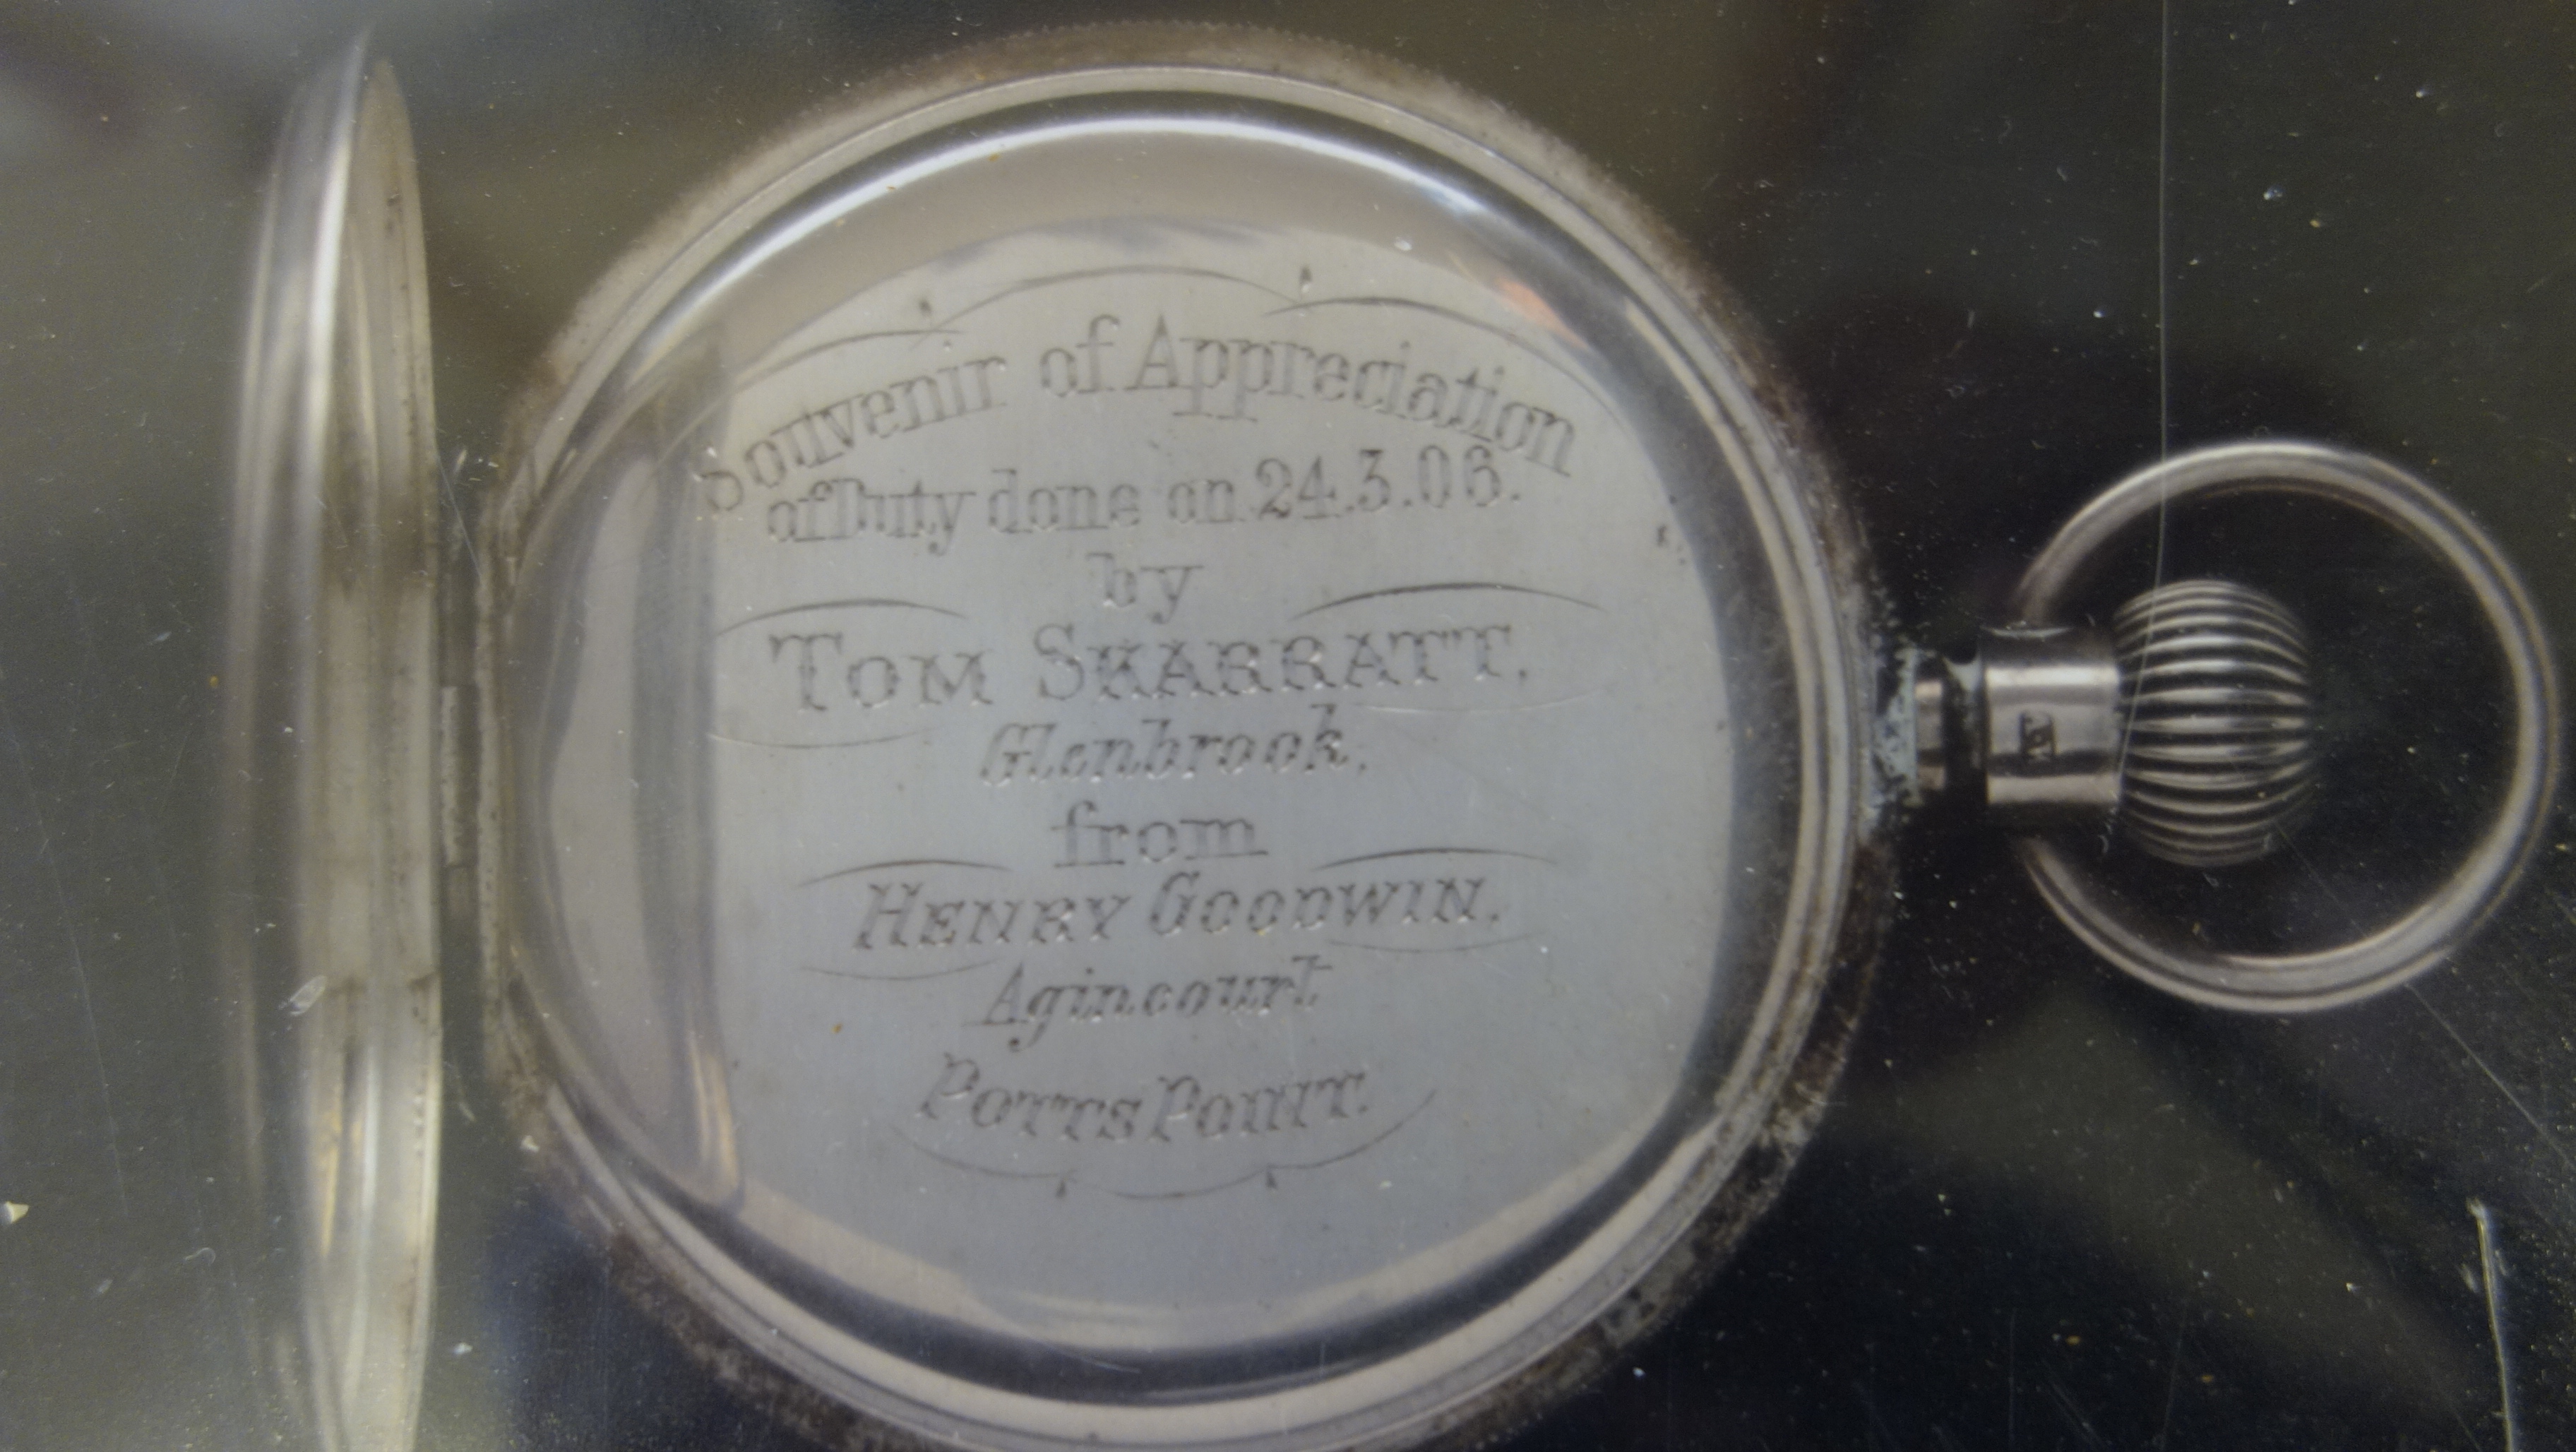 Souvenir of Appreciation
of Duty done on 24.3.06.
by
TOM SKARRATT,
Glenbrook,
from
HENRY GOODWIN,
Agincourt
POTTS POINT.